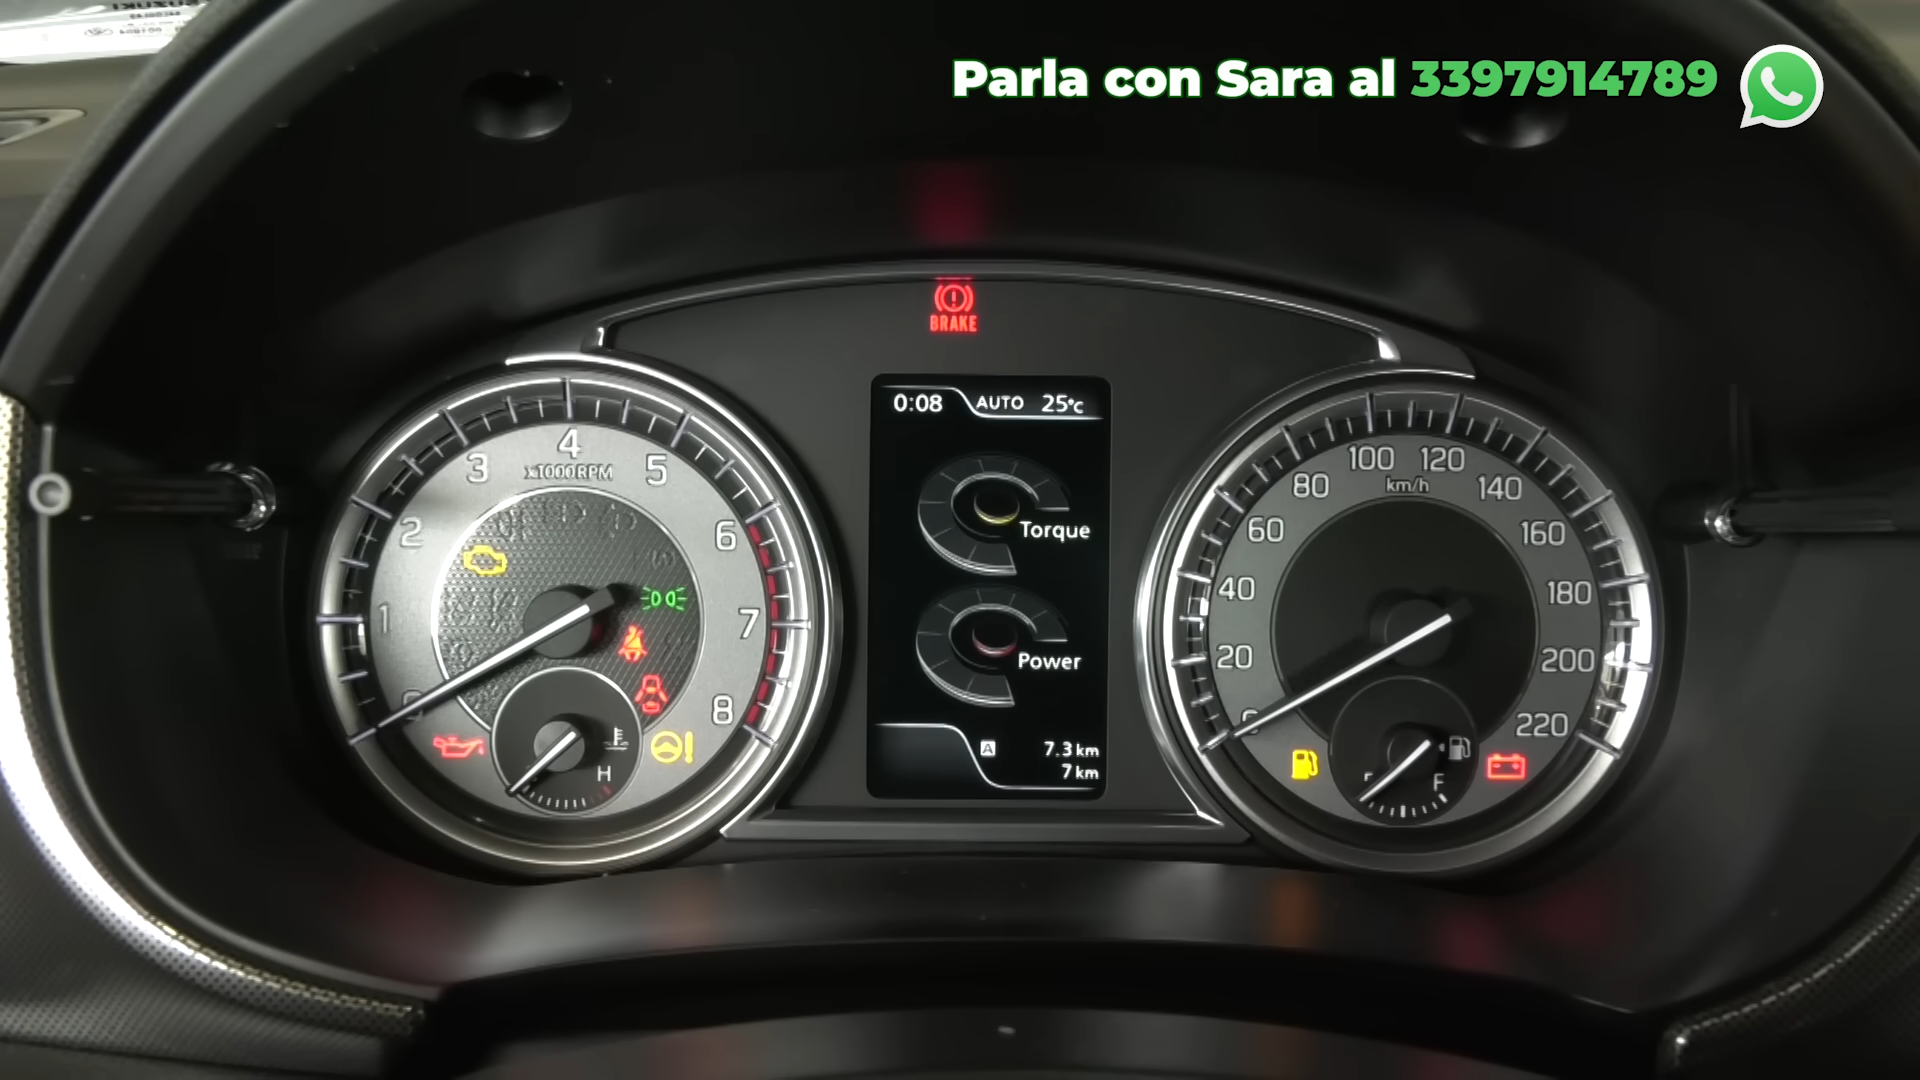 Parla con Sara al 3397914789
SUZUKI
BRAKE
0:08 AUTO 25°C
Torque
Power
A 7.3 km
7 km
1 2 3 4 5 6 7 8
x1000RPM
H
0 20 40 60 80 100 120 140 160 180 200 220
km/h
F